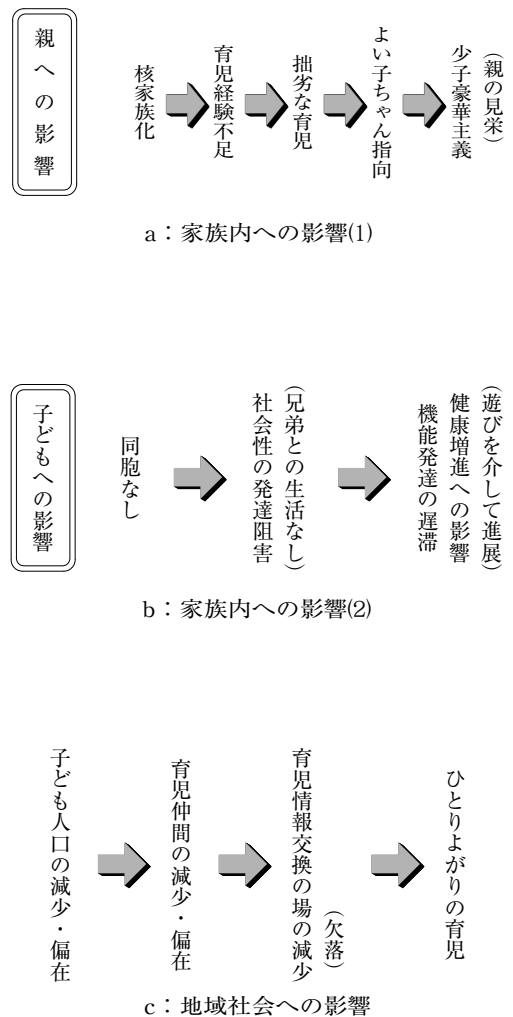 親への影響
核家族化
育児経験不足
拙劣な育児
よい子ちゃん指向
少子豪華主義
（親の見栄）
a：家族内への影響⑴
子どもへの影響
同胞なし
社会性の発達阻害
（兄弟との生活なし）
機能発達の遅滞
健康増進への影響
（遊びを介して進展）
b：家族内への影響⑵
子ども人口の減少・偏在
育児仲間の減少・偏在
育児情報交換の場の減少
（欠落）
ひとりよがりの育児
c：地域社会への影響